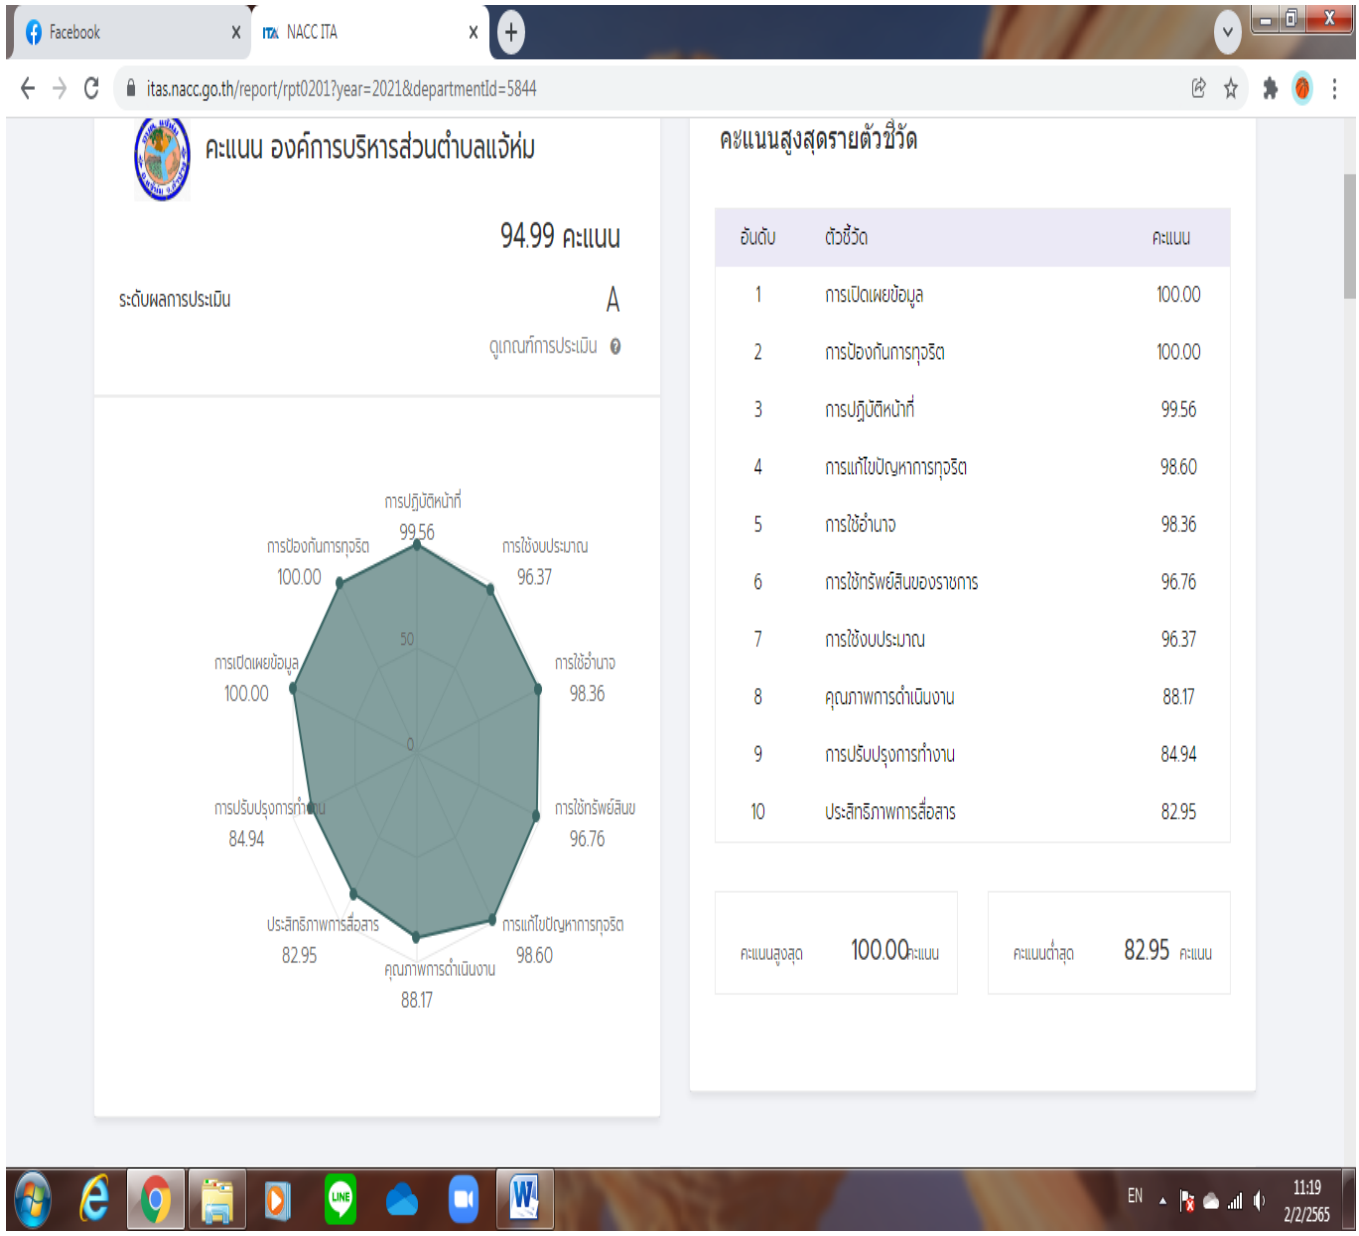 Facebook
NACC ITA
itas.nacc.go.th/report/rpt0201?year=2021&departmentId=5844
คะแนน องค์การบริหารส่วนตำบลแจ้ห่ม
94.99 คะแนน
ระดับผลการประเมิน A
ดูเกณฑ์การประเมิน
การปฏิบัติหน้าที่
99.56
การป้องกันการทุจริต
100.00
การใช้งบประมาณ
96.37
50
การเปิดเผยข้อมูล
100.00
การใช้อำนาจ
98.36
0
การปรับปรุงการทำงาน
84.94
การใช้ทรัพย์สินข
96.76
ประสิทธิภาพการสื่อสาร
82.95
การแก้ไขปัญหาการทุจริต
98.60
คุณภาพการดำเนินงาน
88.17
คะแนนสูงสุดรายตัวชี้วัด
อันดับ ตัวชี้วัด คะแนน
1 การเปิดเผยข้อมูล 100.00
2 การป้องกันการทุจริต 100.00
3 การปฏิบัติหน้าที่ 99.56
4 การแก้ไขปัญหาการทุจริต 98.60
5 การใช้อำนาจ 98.36
6 การใช้ทรัพย์สินของราชการ 96.76
7 การใช้งบประมาณ 96.37
8 คุณภาพการดำเนินงาน 88.17
9 การปรับปรุงการทำงาน 84.94
10 ประสิทธิภาพการสื่อสาร 82.95
คะแนนสูงสุด 100.00 คะแนน
คะแนนต่ำสุด 82.95 คะแนน
LINE
EN
11:19
2/2/2565